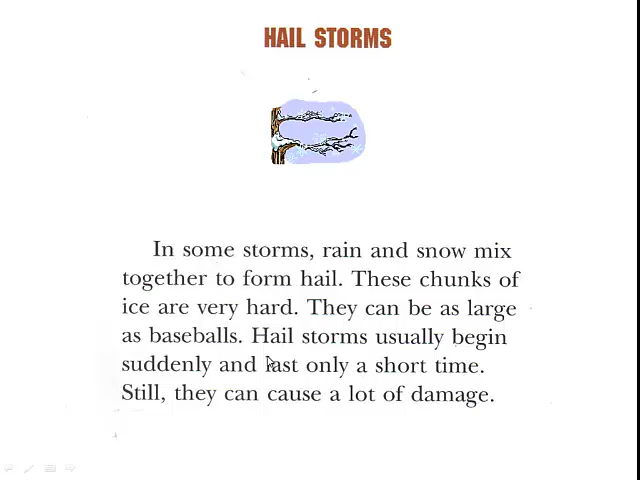 HAIL STORMS
In some storms, rain and snow mix
together to form hail. These chunks of
ice are very hard. They can be as large
as baseballs. Hail storms usually begin
suddenly and last only a short time.
Still, they can cause a lot of damage.